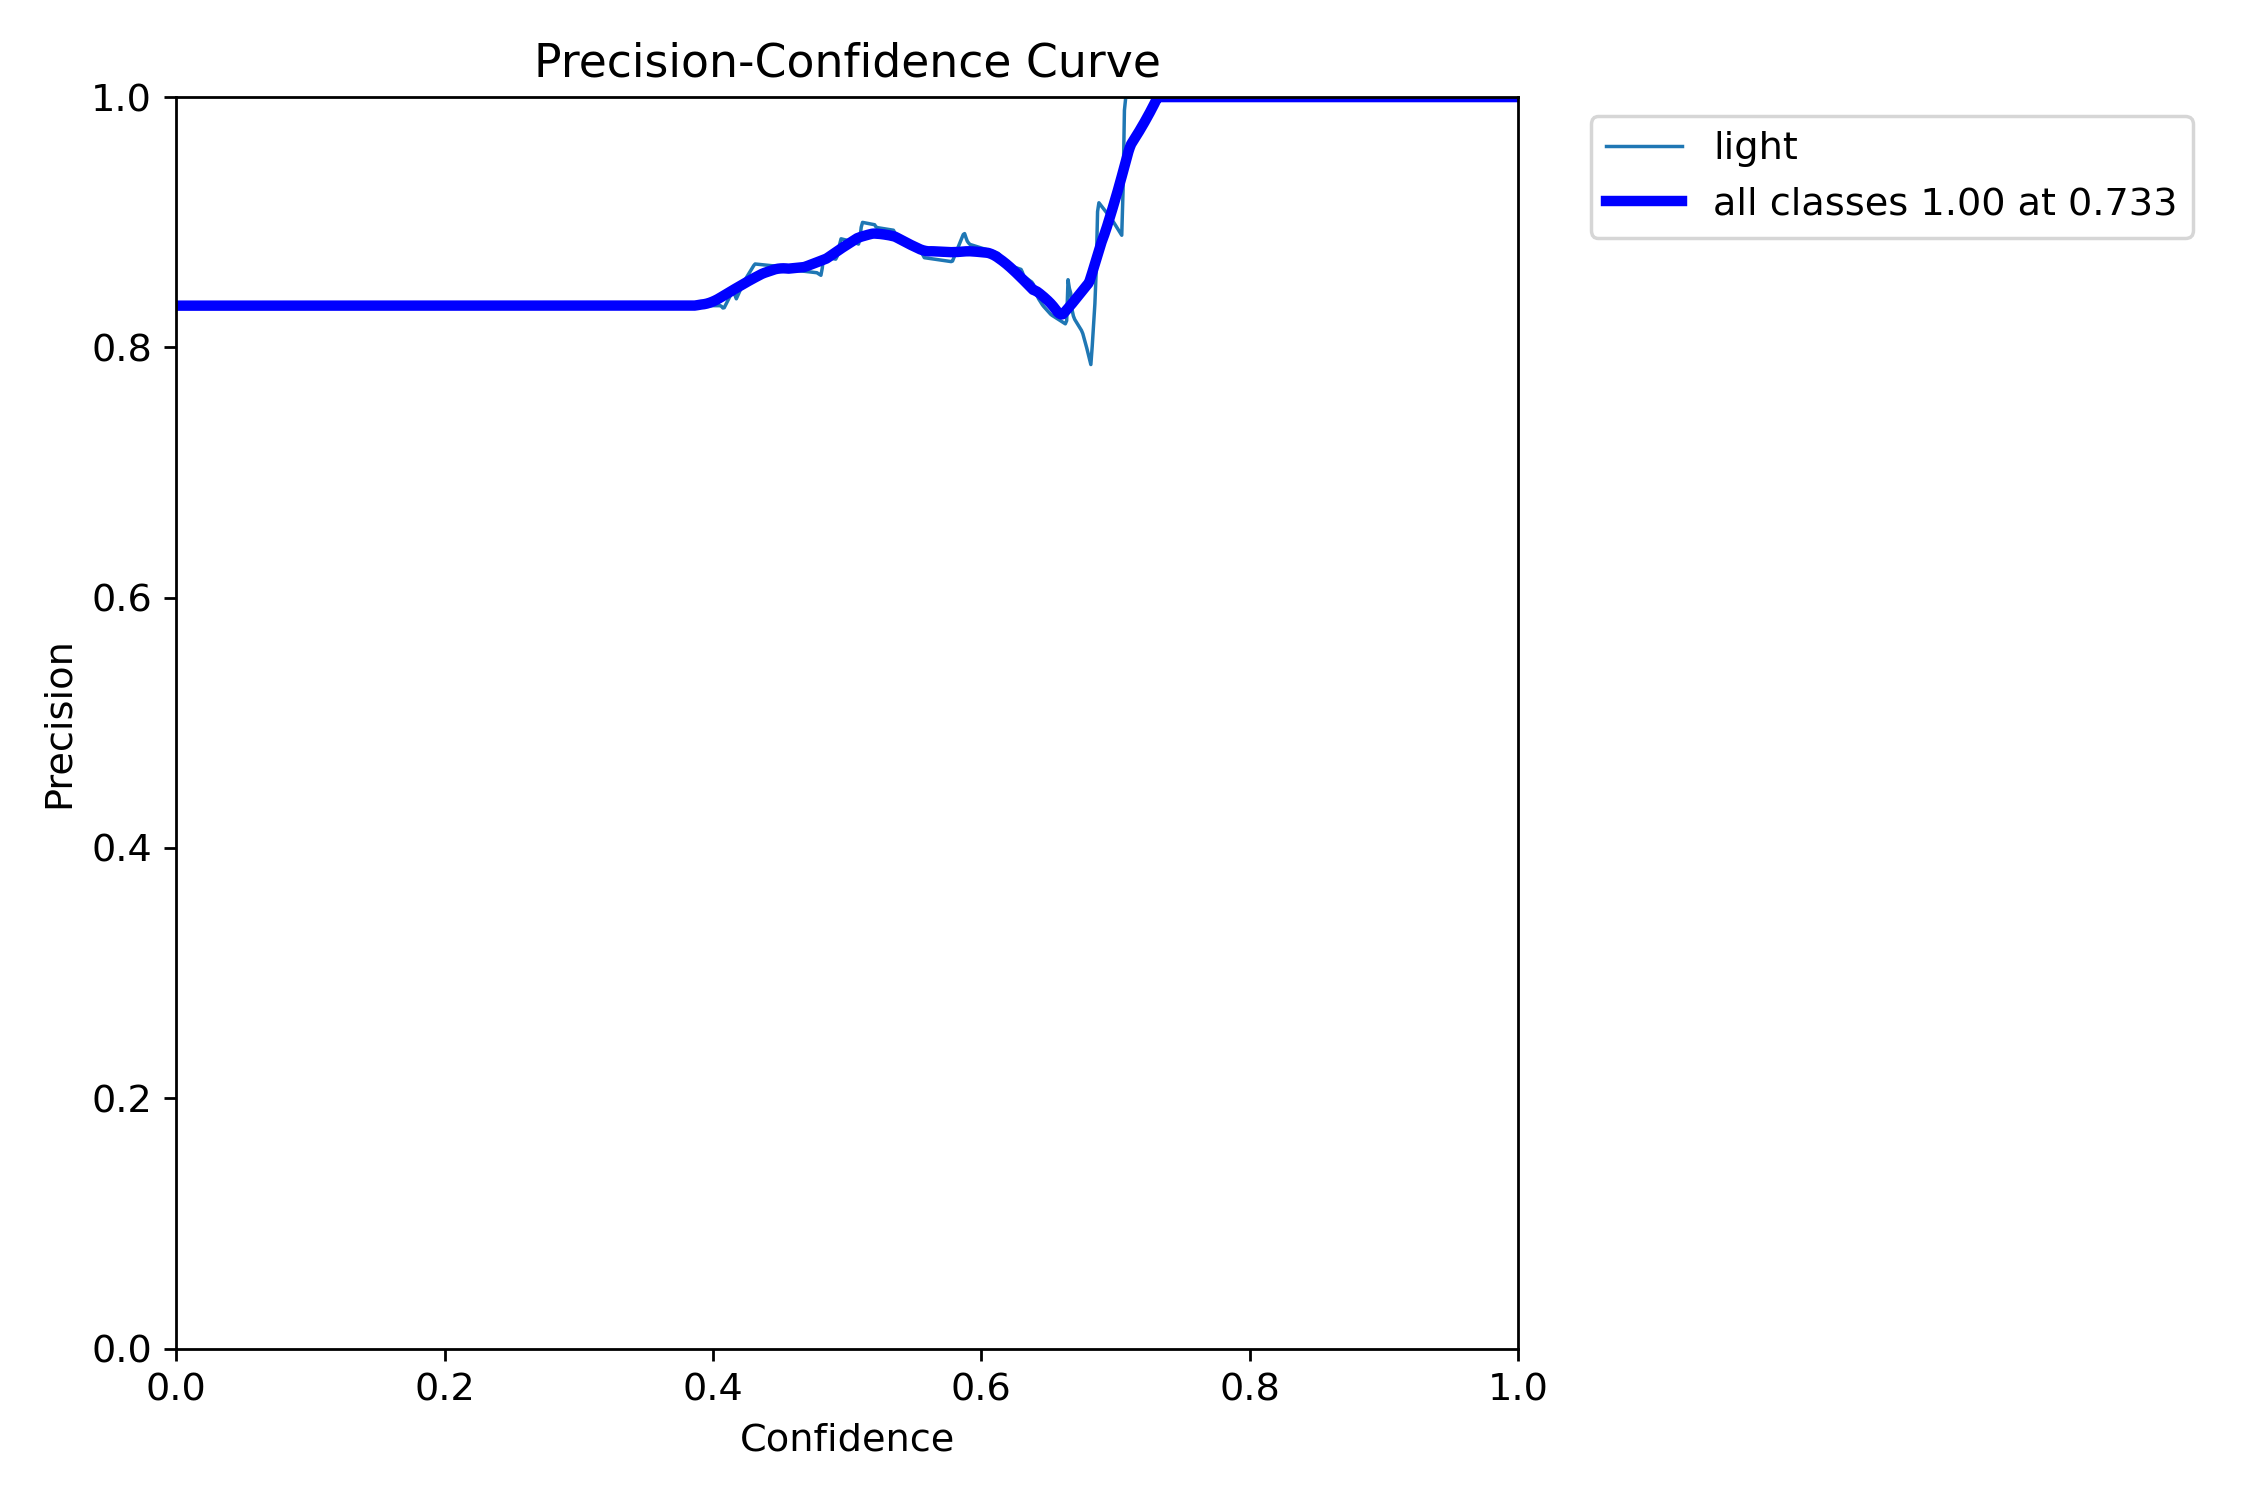 Precision-Confidence Curve
1.0
0.8
0.6
0.4
0.2
0.0
Precision
0.0 0.2 0.4 0.6 0.8 1.0
Confidence
light
all classes 1.00 at 0.733